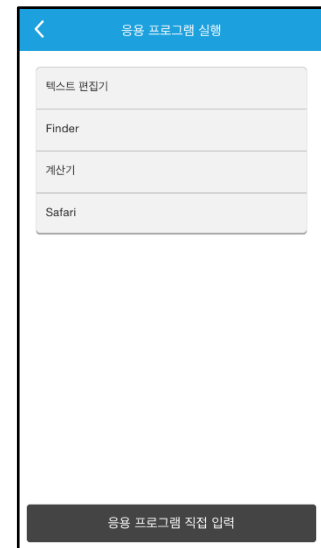 응용 프로그램 실행
텍스트 편집기
Finder
계산기
Safari
응용 프로그램 직접 입력